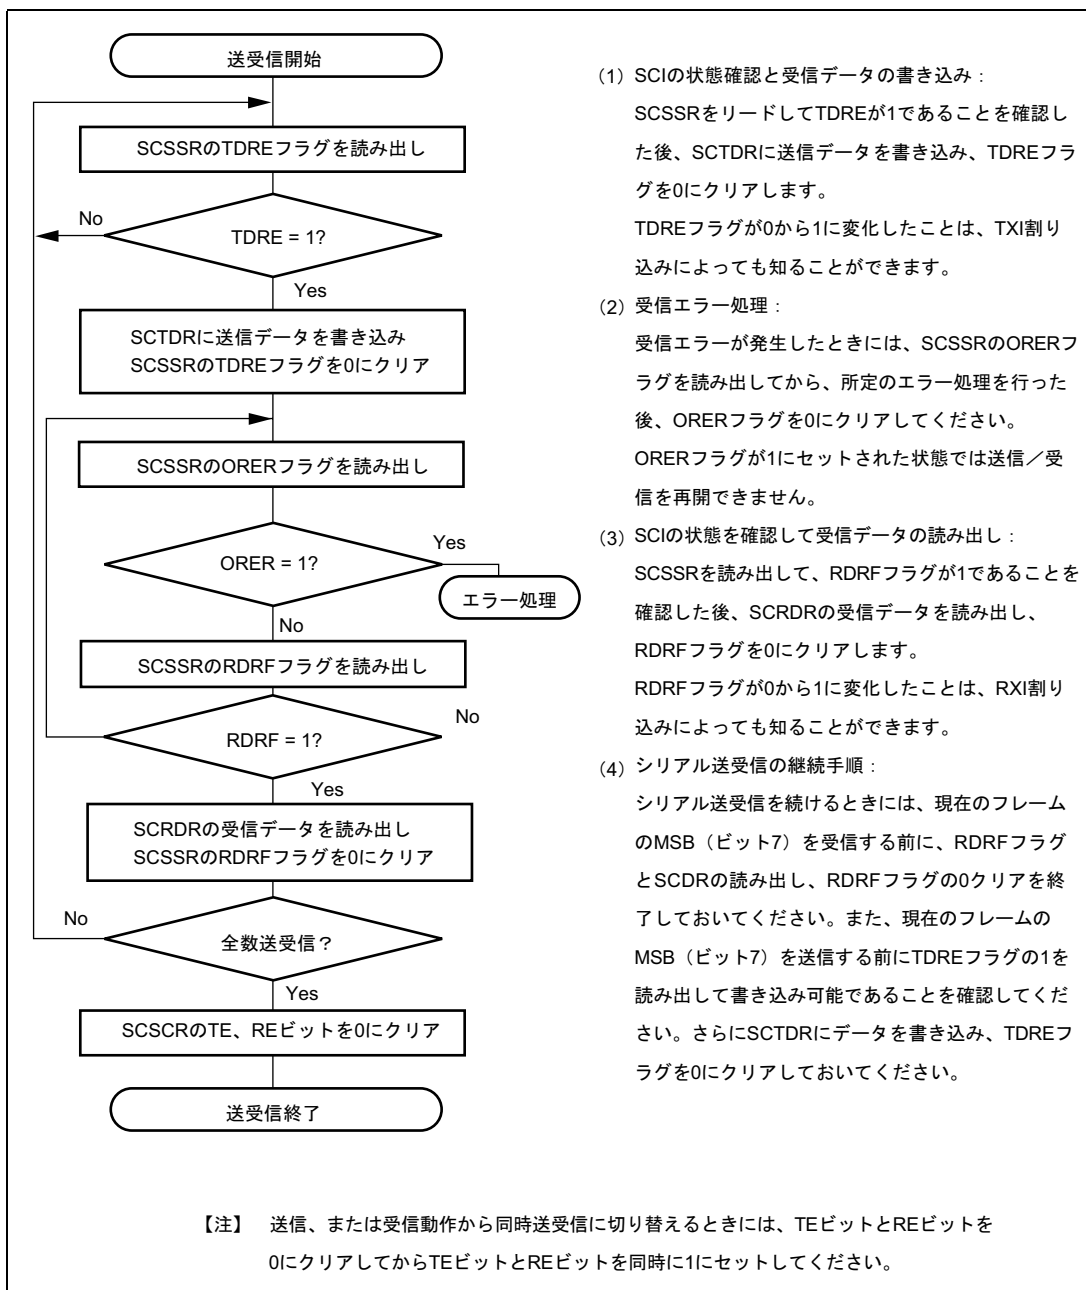 送受信開始
SCSSRのTDREフラグを読み出し
No
TDRE = 1?
Yes
SCTDRに送信データを書き込み
SCSSRのTDREフラグを0にクリア
SCSSRのORERフラグを読み出し
Yes
ORER = 1?
エラー処理
No
SCSSRのRDRFフラグを読み出し
No
RDRF = 1?
Yes
SCRDRの受信データを読み出し
SCSSRのRDRFフラグを0にクリア
No
全数送受信？
Yes
SCSCRのTE、REビットを0にクリア
送受信終了
(1) SCIの状態確認と受信データの書き込み：
SCSSRをリードしてTDREが1であることを確認し
た後、SCTDRに送信データを書き込み、TDREフラ
グを0にクリアします。
TDREフラグが0から1に変化したことは、TXI割り
込みによっても知ることができます。
(2) 受信エラー処理：
受信エラーが発生したときには、SCSSRのORERフ
ラグを読み出してから、所定のエラー処理を行った
後、ORERフラグを0にクリアしてください。
ORERフラグが1にセットされた状態では送信／受
信を再開できません。
(3) SCIの状態を確認して受信データの読み出し：
SCSSRを読み出して、RDRFフラグが1であることを
確認した後、SCRDRの受信データを読み出し、
RDRFフラグを0にクリアします。
RDRFフラグが0から1に変化したことは、RXI割り
込みによっても知ることができます。
(4) シリアル送受信の継続手順：
シリアル送受信を続けるときには、現在のフレーム
のMSB（ビット7）を受信する前に、RDRFフラグ
とSCDRの読み出し、RDRFフラグの0クリアを終
了しておいてください。また、現在のフレームの
MSB（ビット7）を送信する前にTDREフラグの1を
読み出して書き込み可能であることを確認してくだ
さい。さらにSCTDRにデータを書き込み、TDREフ
ラグを0にクリアしておいてください。
【注】 送信、または受信動作から同時送受信に切り替えるときには、TEビットとREビットを
0にクリアしてからTEビットとREビットを同時に1にセットしてください。